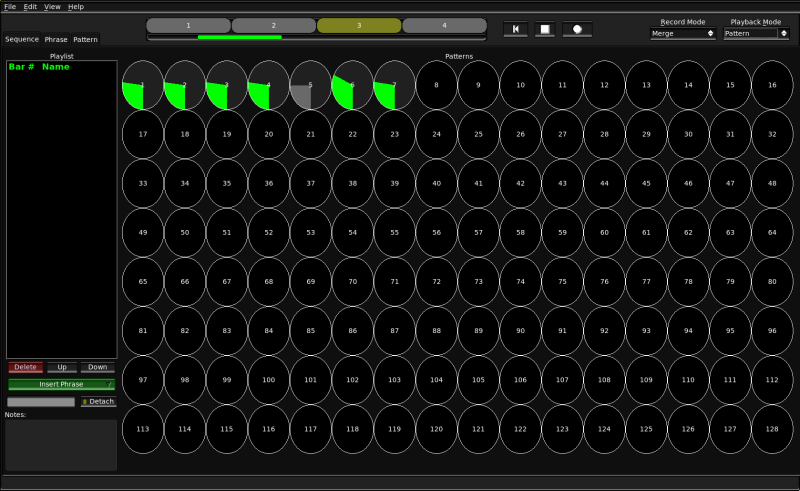 File Edit View Help
1 2 3 4
Record Mode Playback Mode
Merge Pattern
Sequence Phrase Pattern
Playlist Patterns
Bar # Name
1 2 3 4 5 6 7 8 9 10 11 12 13 14 15 16
17 18 19 20 21 22 23 24 25 26 27 28 29 30 31 32
33 34 35 36 37 38 39 40 41 42 43 44 45 46 47 48
49 50 51 52 53 54 55 56 57 58 59 60 61 62 63 64
65 66 67 68 69 70 71 72 73 74 75 76 77 78 79 80
81 82 83 84 85 86 87 88 89 90 91 92 93 94 95 96
97 98 99 100 101 102 103 104 105 106 107 108 109 110 111 112
113 114 115 116 117 118 119 120 121 122 123 124 125 126 127 128
Delete Up Down
Insert Phrase
Detach
Notes: